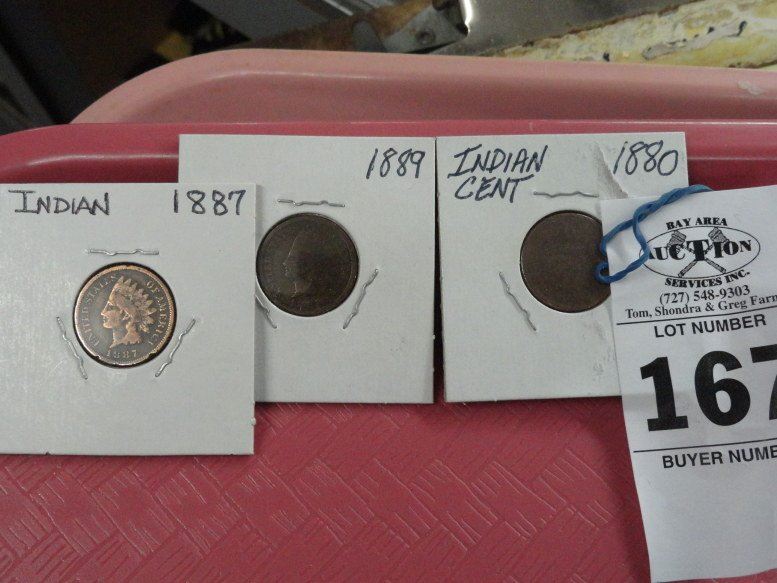 INDIAN 1887
UNITED STATES OF AMERICA
1887
1889
INDIAN CENT 1880
BAY AREA
AUCTION
SERVICES INC.
(727) 548-9303
Tom, Shondra & Greg Farm
LOT NUMBER
167
BUYER NUMBE